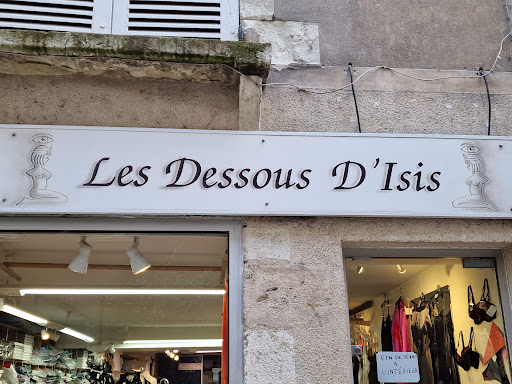 Les Dessous D'Isis
FIN DE SERIE
A
L'INTERIEUR